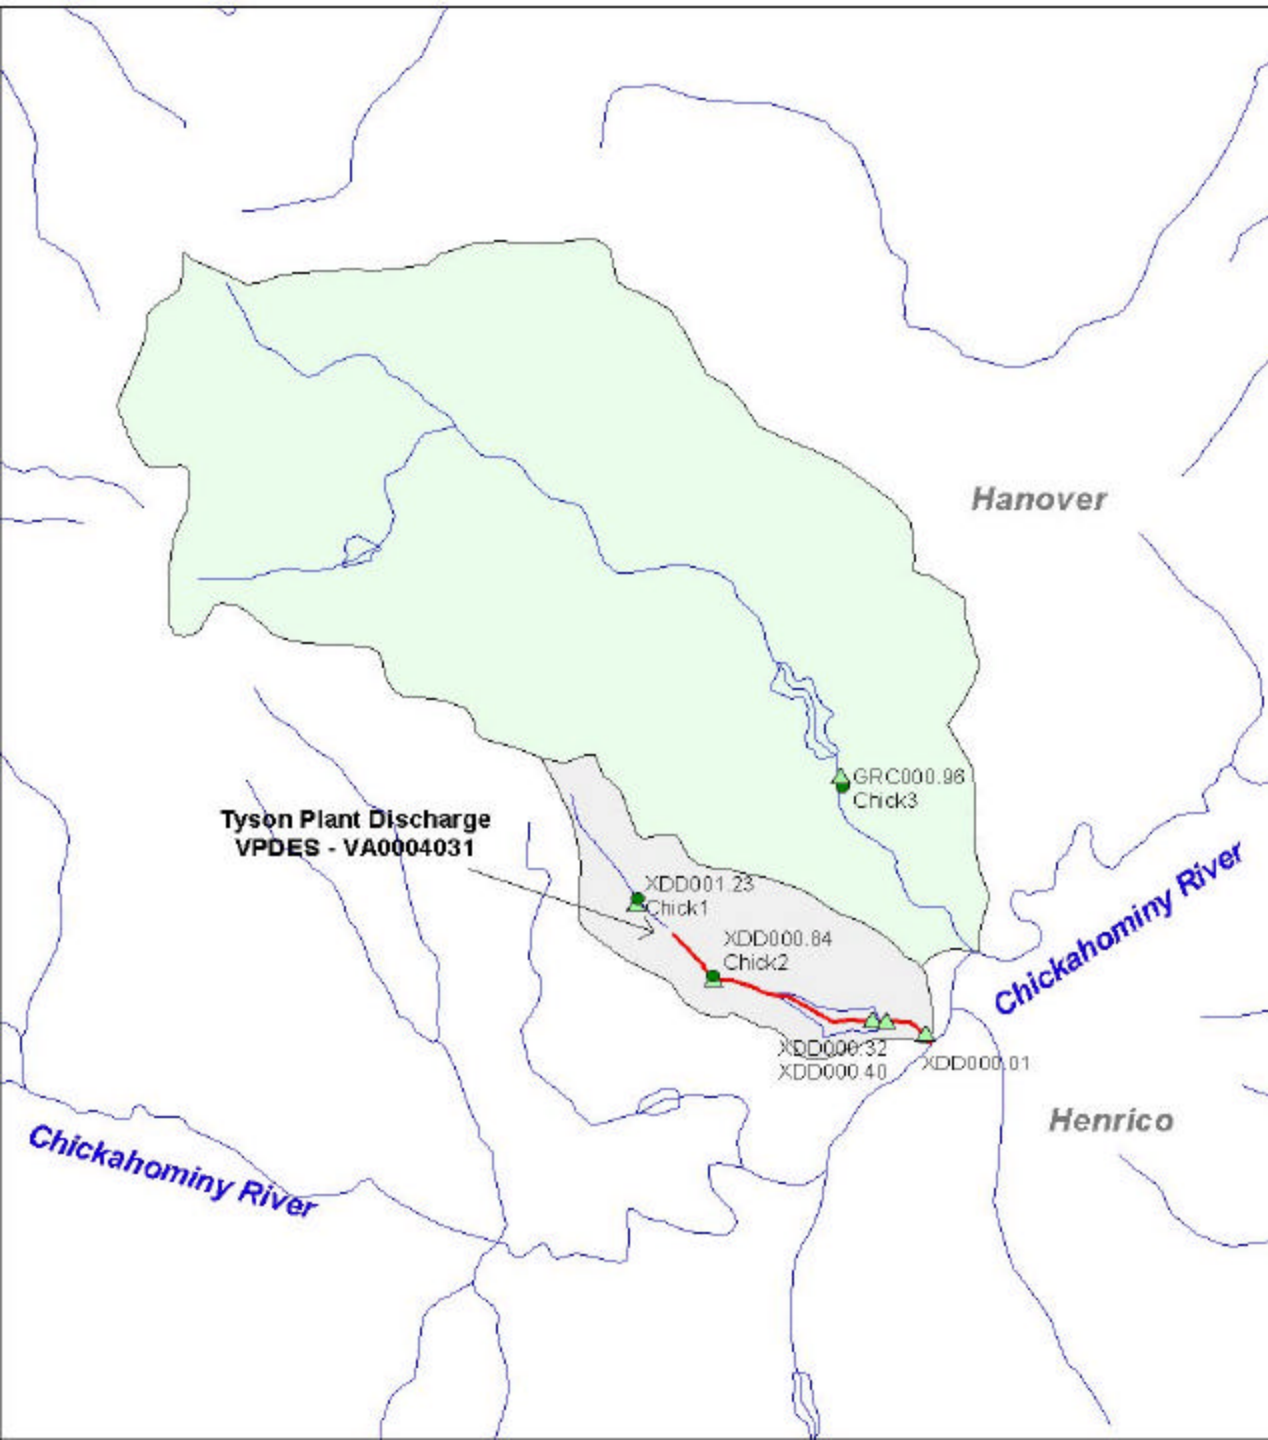 Hanover
GRC000.96
Chick3
Tyson Plant Discharge
VPDES - VA0004031
XDD001.23
Chick1
XDD000.84
Chick2
Chickahominy River
XDD000.32
XDD000.40
XDD000.01
Henrico
Chickahominy River